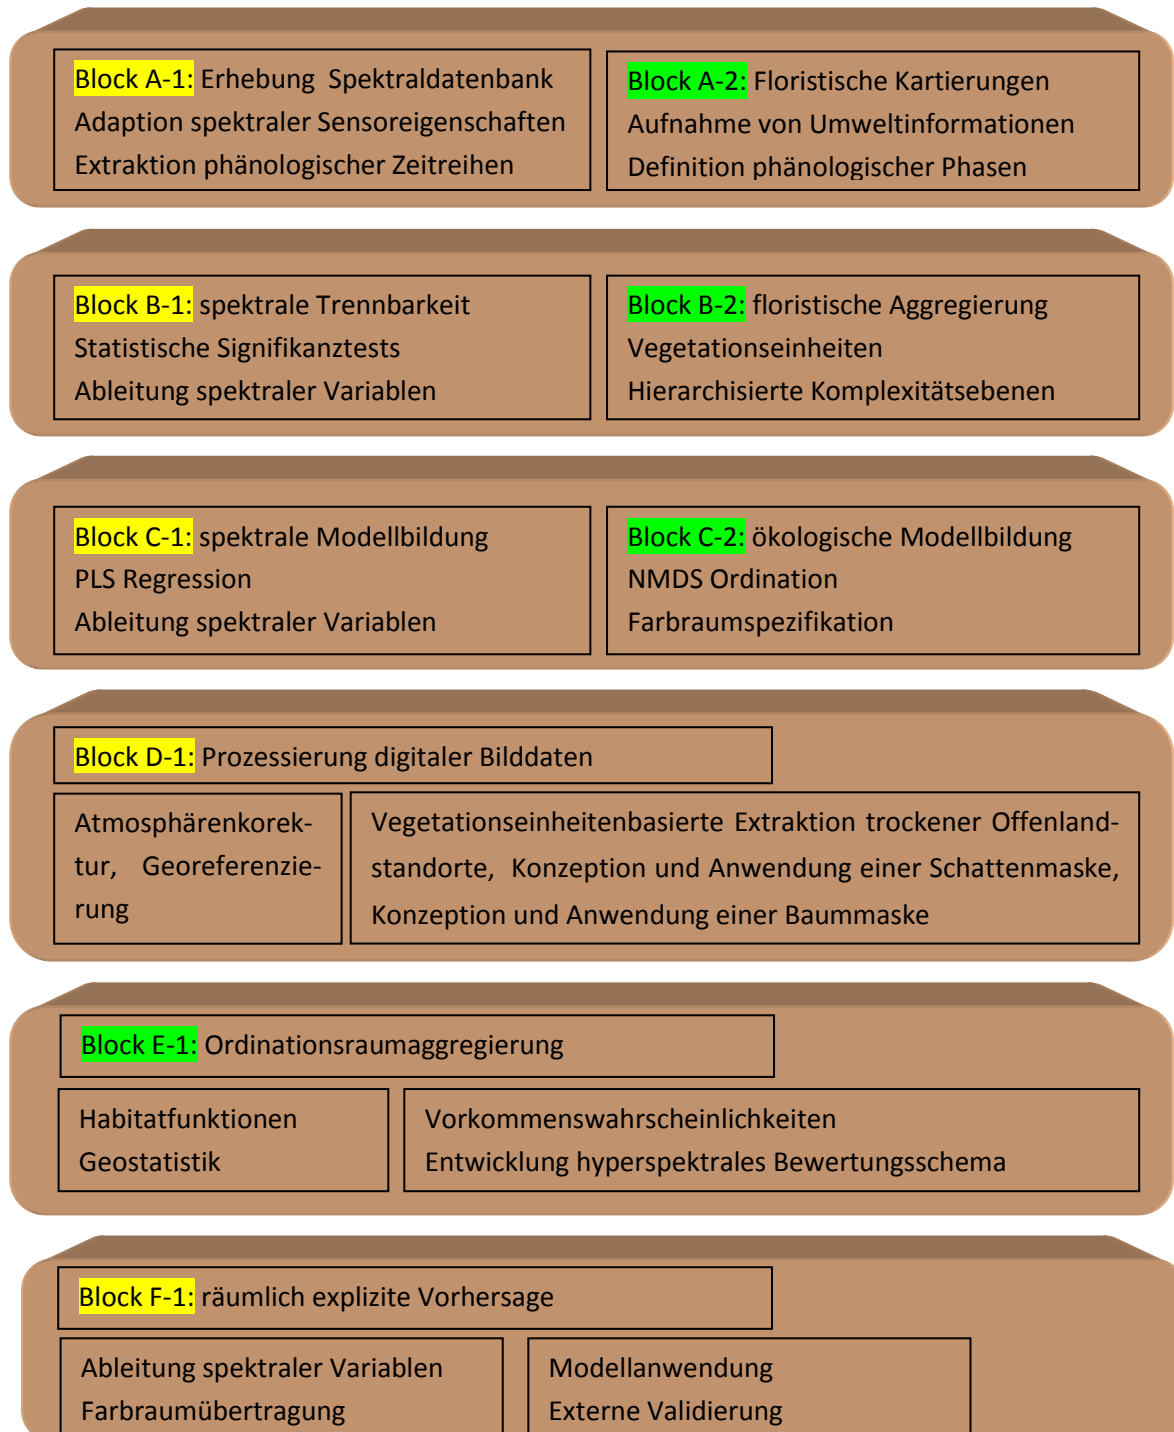 Block A-1: Erhebung Spektraldatenbank
Adaption spektraler Sensoreigenschaften
Extraktion phänologischer Zeitreihen
Block A-2: Floristische Kartierungen
Aufnahme von Umweltinformationen
Definition phänologischer Phasen
Block B-1: spektrale Trennbarkeit
Statistische Signifikanztests
Ableitung spektraler Variablen
Block B-2: floristische Aggregierung
Vegetationseinheiten
Hierarchisierte Komplexitätsebenen
Block C-1: spektrale Modellbildung
PLS Regression
Ableitung spektraler Variablen
Block C-2: ökologische Modellbildung
NMDS Ordination
Farbraumspezifikation
Block D-1: Prozessierung digitaler Bilddaten
Atmosphärenkorek-
tur, Georeferenzie-
rung
Vegetationseinheitenbasierte Extraktion trockener Offenland-
standorte, Konzeption und Anwendung einer Schattenmaske,
Konzeption und Anwendung einer Baummaske
Block E-1: Ordinationsraumaggregierung
Habitatfunktionen
Geostatistik
Vorkommenswahrscheinlichkeiten
Entwicklung hyperspektrales Bewertungsschema
Block F-1: räumlich explizite Vorhersage
Ableitung spektraler Variablen
Farbraumübertragung
Modellanwendung
Externe Validierung